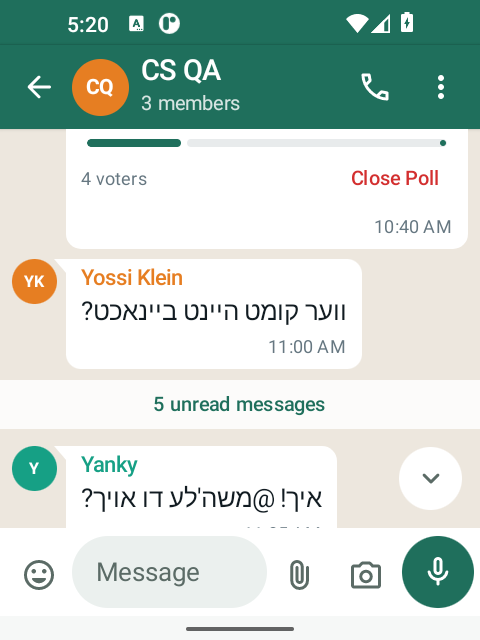 5:20
CS QA
CQ
3 members
4 voters
Close Poll
10:40 AM
Yossi Klein
YK
ווער קומט היינט ביינאכט?
11:00 AM
5 unread messages
Yanky
Y
איך! @משה'לע דו אויך?
Message